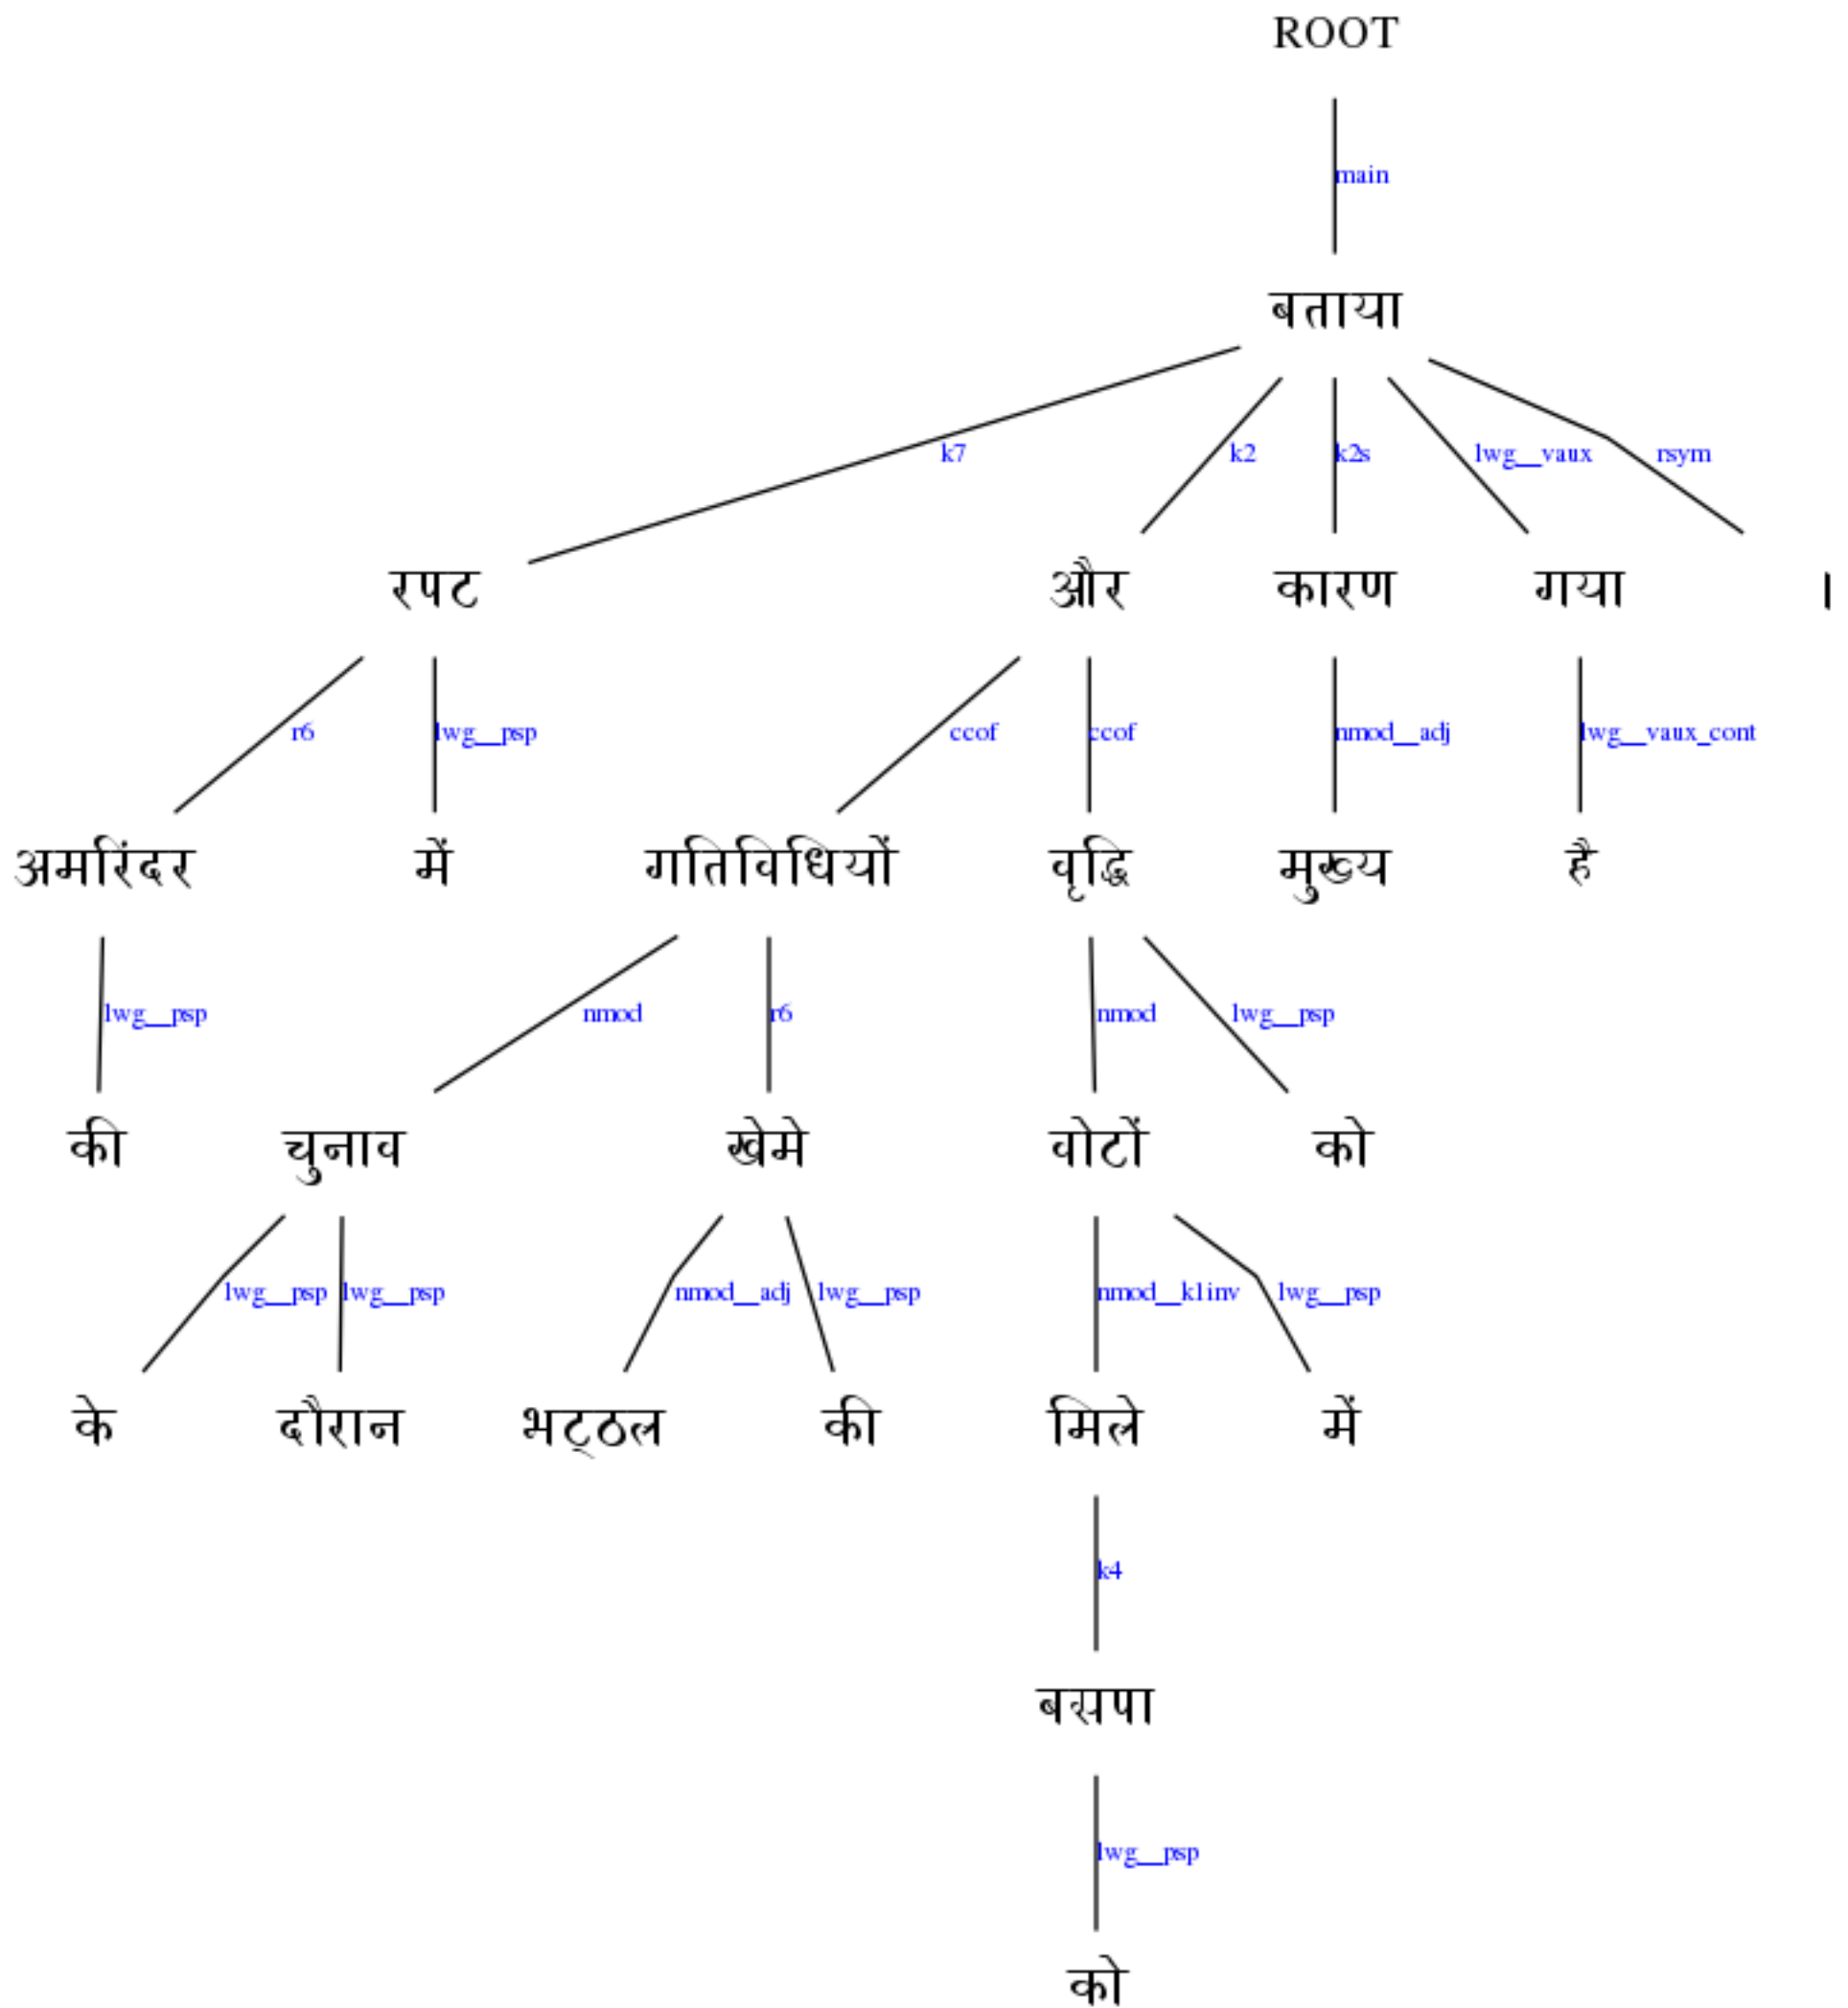 ROOT
main
बताया
k7 k2 k2s lwg__vaux rsym
रपट और कारण गया ।
r6 lwg__psp ccof ccof nmod__adj lwg__vaux_cont
अमरिंदर में गतिविधियों वृद्धि मुख्य है
lwg__psp nmod r6 nmod lwg__psp
की चुनाव खेमे वोटों को
lwg__psp lwg__psp nmod__adj lwg__psp nmod__k1inv lwg__psp
के दौरान भट्ठल की मिले में
k4
बसपा
lwg__psp
को